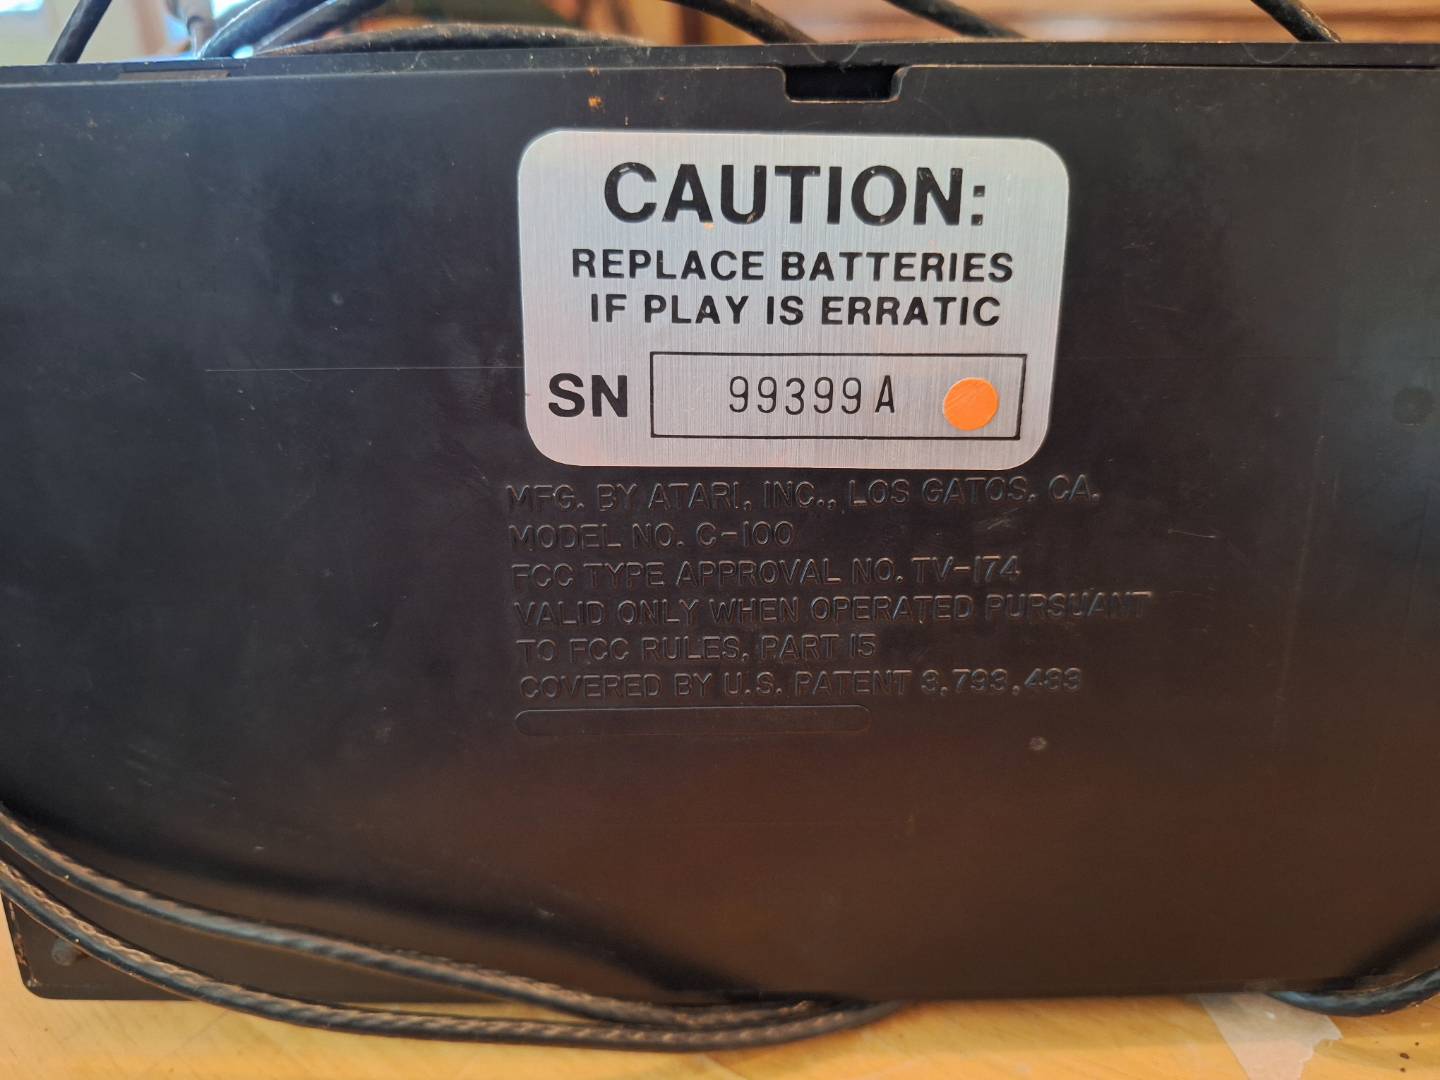 CAUTION:
REPLACE BATTERIES
IF PLAY IS ERRATIC
SN 99399A
MFG. BY ATARI, INC., LOS GATOS, CA.
MODEL NO. C-100
FCC TYPE APPROVAL NO. TV-174
VALID ONLY WHEN OPERATED PURSUANT
TO FCC RULES, PART 15
COVERED BY U.S. PATENT 3,793,483